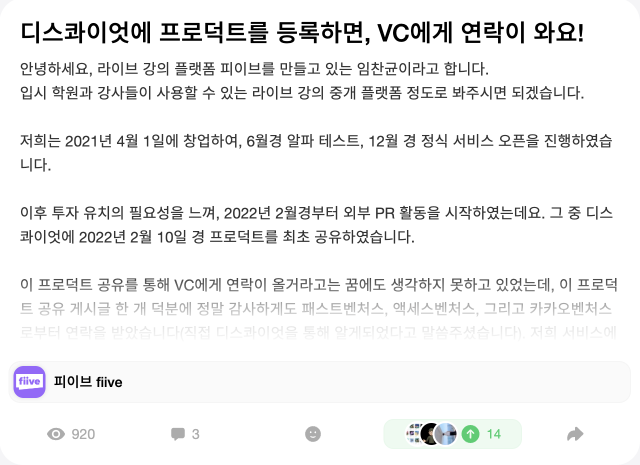 디스콰이엇에 프로덕트를 등록하면, VC에게 연락이 와요!
안녕하세요, 라이브 강의 플랫폼 피이브를 만들고 있는 임찬균이라고 합니다.
입시 학원과 강사들이 사용할 수 있는 라이브 강의 중개 플랫폼 정도로 봐주시면 되겠습니다.
저희는 2021년 4월 1일에 창업하여, 6월경 알파 테스트, 12월 경 정식 서비스 오픈을 진행하였습
니다.
이후 투자 유치의 필요성을 느껴, 2022년 2월경부터 외부 PR 활동을 시작하였는데요. 그 중 디스
콰이엇에 2022년 2월 10일 경 프로덕트를 최초 공유하였습니다.
이 프로덕트 공유를 통해 VC에게 연락이 올거라고는 꿈에도 생각하지 못하고 있었는데, 이 프로덕
트 공유 게시글 한 개 덕분에 정말 감사하게도 패스트벤처스, 액세스벤처스, 그리고 카카오벤처스
로부터 연락을 받았습니다(직접 디스콰이엇을 통해 알게되었다고 말씀주셨습니다). 저희 서비스에
fiive
피이브 fiive
920
3
14